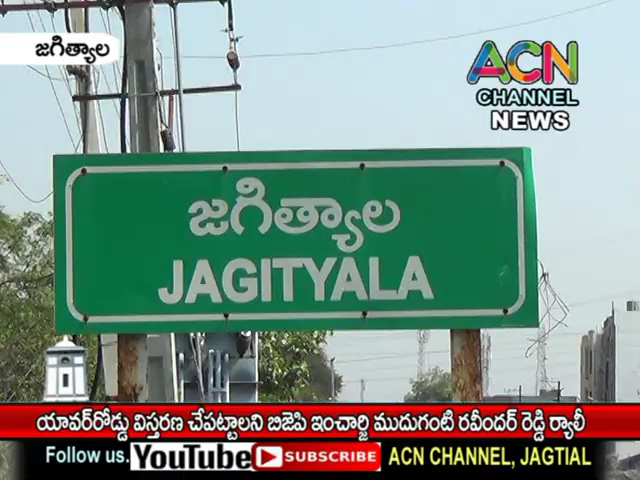 జగిత్యాల
ACN
CHANNEL
NEWS
జగిత్యాల
JAGITYALA
యావర్‌రోడ్డు విస్తరణ చేపట్టాలని బిజెపి ఇంచార్జి ముదుగంటి రవీందర్ రెడ్డి ర్యాలీ
Follow us. YouTube SUBSCRIBE ACN CHANNEL, JAGTIAL